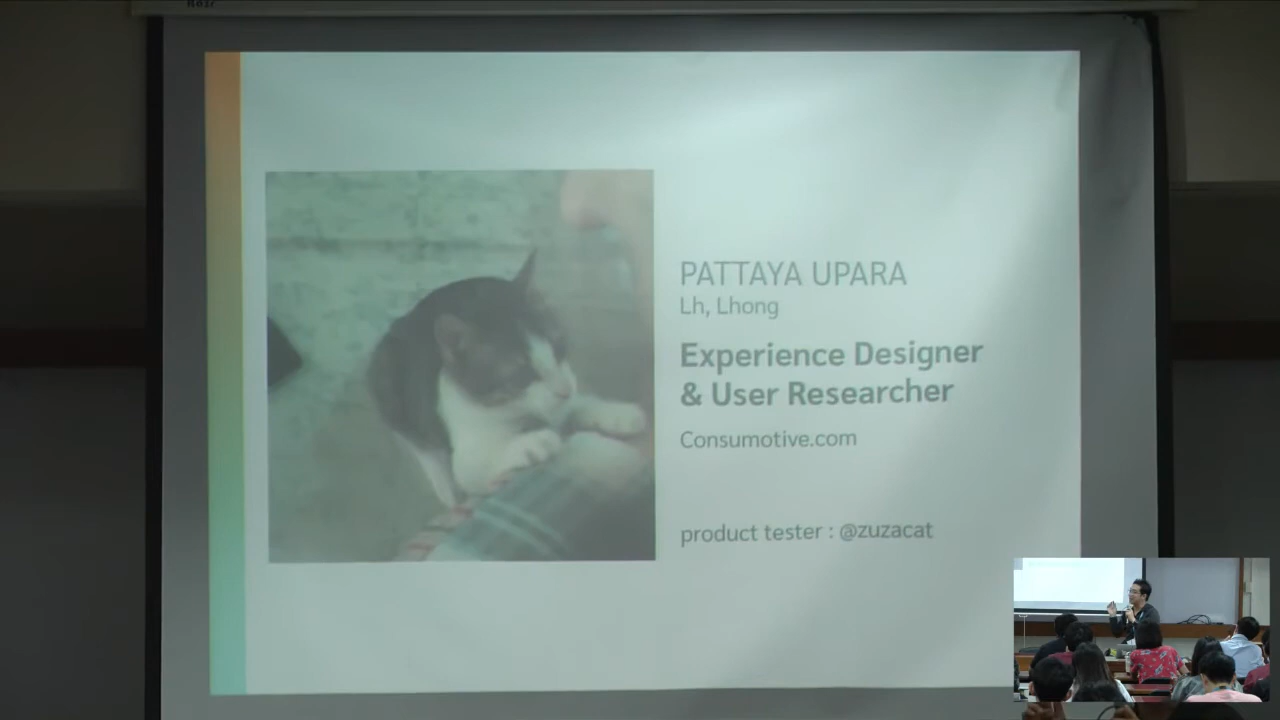 PATTAYA UPARA
Lh, Lhong
Experience Designer
& User Researcher
Consumotive.com
product tester : @zuzacat